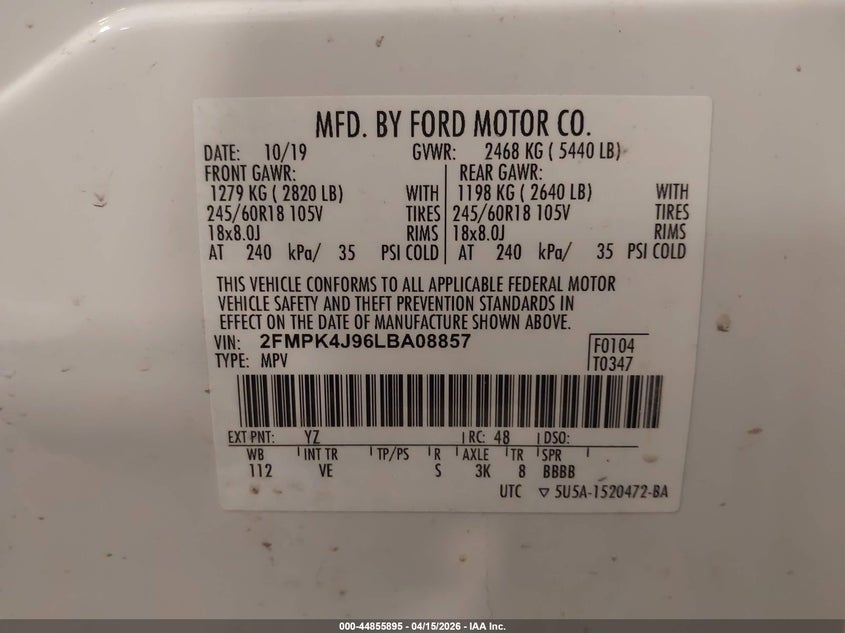 MFD. BY FORD MOTOR CO.
DATE: 10/19 GVWR: 2468 KG ( 5440 LB)
FRONT GAWR: REAR GAWR:
1279 KG ( 2820 LB) WITH 1198 KG ( 2640 LB) WITH
245/60R18 105V TIRES 245/60R18 105V TIRES
18x8.0J RIMS 18x8.0J RIMS
AT 240 kPa/ 35 PSI COLD AT 240 kPa/ 35 PSI COLD
THIS VEHICLE CONFORMS TO ALL APPLICABLE FEDERAL MOTOR
VEHICLE SAFETY AND THEFT PREVENTION STANDARDS IN
EFFECT ON THE DATE OF MANUFACTURE SHOWN ABOVE.
VIN: 2FMPK4J96LBA08857 F0104
TYPE: MPV T0347
EXT PNT: YZ RC: 48 DSO:
WB INT TR TP/PS R AXLE TR SPR
112 VE S 3K 8 BBBB
UTC ▽ 5U5A-1520472-BA
000-44855895 - 04/15/2026 - IAA Inc.